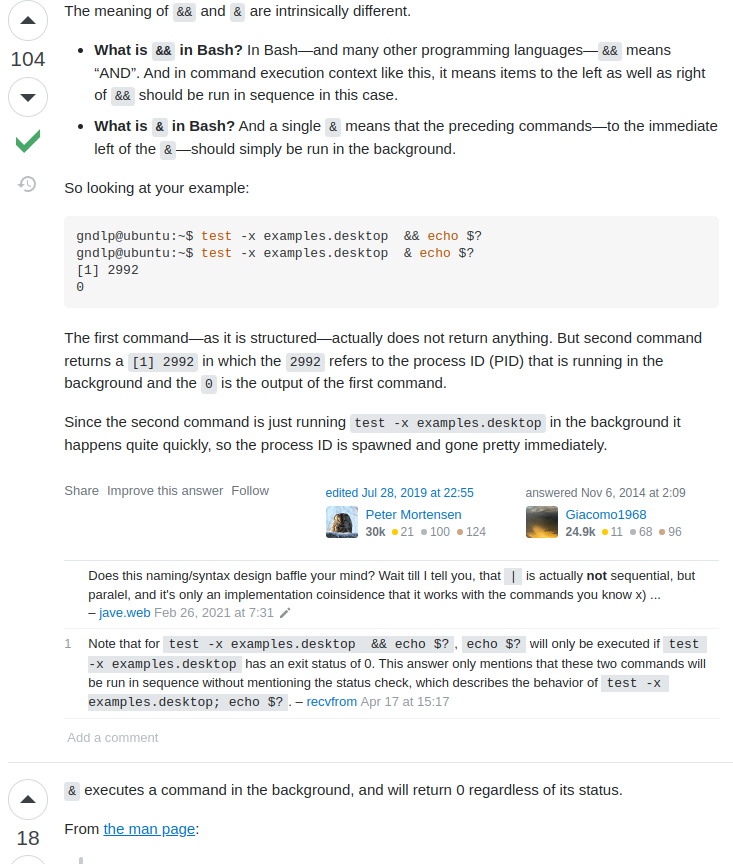 The meaning of && and & are intrinsically different.
104
• What is && in Bash? In Bash—and many other programming languages—&& means
“AND”. And in command execution context like this, it means items to the left as well as right
of && should be run in sequence in this case.
• What is & in Bash? And a single & means that the preceding commands—to the immediate
left of the &—should simply be run in the background.
So looking at your example:
gndlp@ubuntu:~$ test -x examples.desktop  && echo $?
gndlp@ubuntu:~$ test -x examples.desktop  & echo $?
[1] 2992
0
The first command—as it is structured—actually does not return anything. But second command
returns a [1] 2992 in which the 2992 refers to the process ID (PID) that is running in the
background and the 0 is the output of the first command.
Since the second command is just running test -x examples.desktop in the background it
happens quite quickly, so the process ID is spawned and gone pretty immediately.
Share Improve this answer Follow
edited Jul 28, 2019 at 22:55
Peter Mortensen
30k 21 100 124
answered Nov 6, 2014 at 2:09
Giacomo1968
24.9k 11 68 96
Does this naming/syntax design baffle your mind? Wait till I tell you, that | is actually not sequential, but
paralel, and it's only an implementation coinsidence that it works with the commands you know x) ...
– jave.web Feb 26, 2021 at 7:31
1 Note that for test -x examples.desktop  && echo $?, echo $? will only be executed if test
-x examples.desktop has an exit status of 0. This answer only mentions that these two commands will
be run in sequence without mentioning the status check, which describes the behavior of test -x
examples.desktop; echo $?. – recvfrom Apr 17 at 15:17
Add a comment
& executes a command in the background, and will return 0 regardless of its status.
18
From the man page: